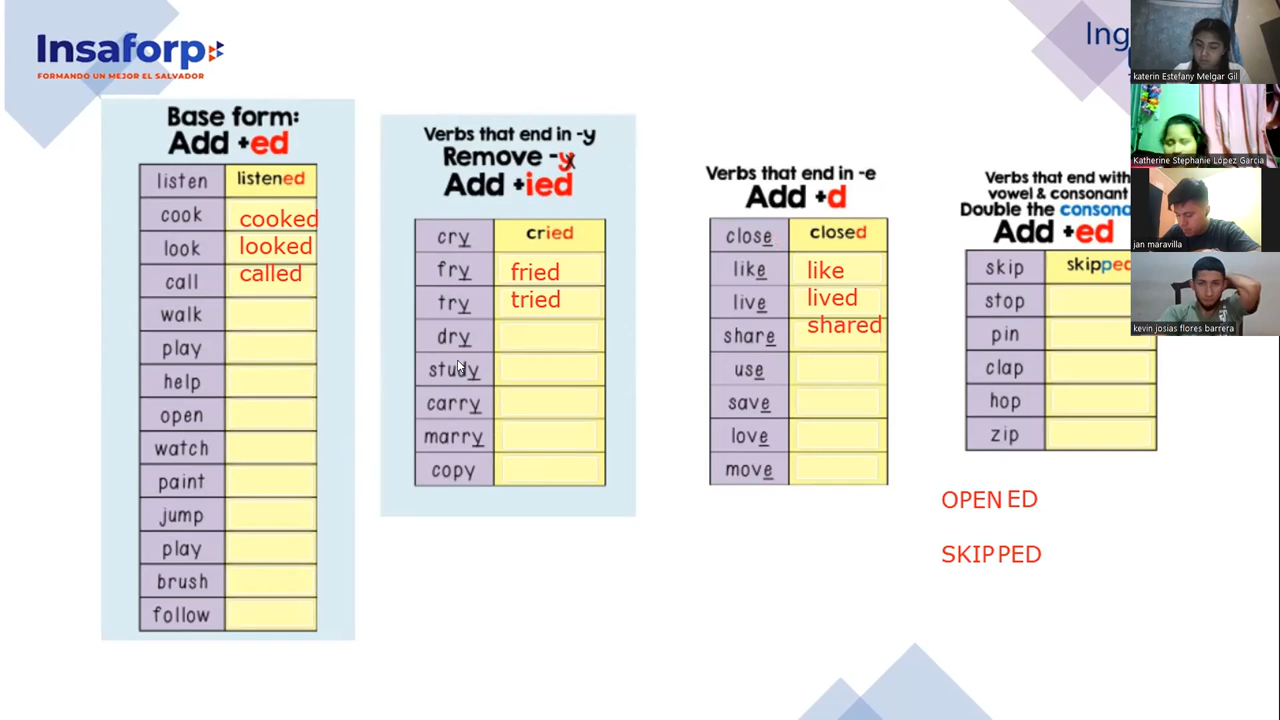 Insaforp
FORMANDO UN MEJOR EL SALVADOR
Ing
katerin Estefany Melgar Gil
Katherine Stephanie López Garcia
jan maravilla
kevin josias flores barrera
Base form:
Add +ed
listen listened
cook cooked
look looked
call called
walk
play
help
open
watch
paint
jump
play
brush
follow
Verbs that end in -y
Remove -y
Add +ied
cry cried
fry fried
try tried
dry
study
carry
marry
copy
Verbs that end in -e
Add +d
close closed
like like
live lived
share shared
use
save
love
move
Verbs that end with
vowel & consonant
Double the consona
Add +ed
skip skipped
stop
pin
clap
hop
zip
OPEN ED
SKIP PED